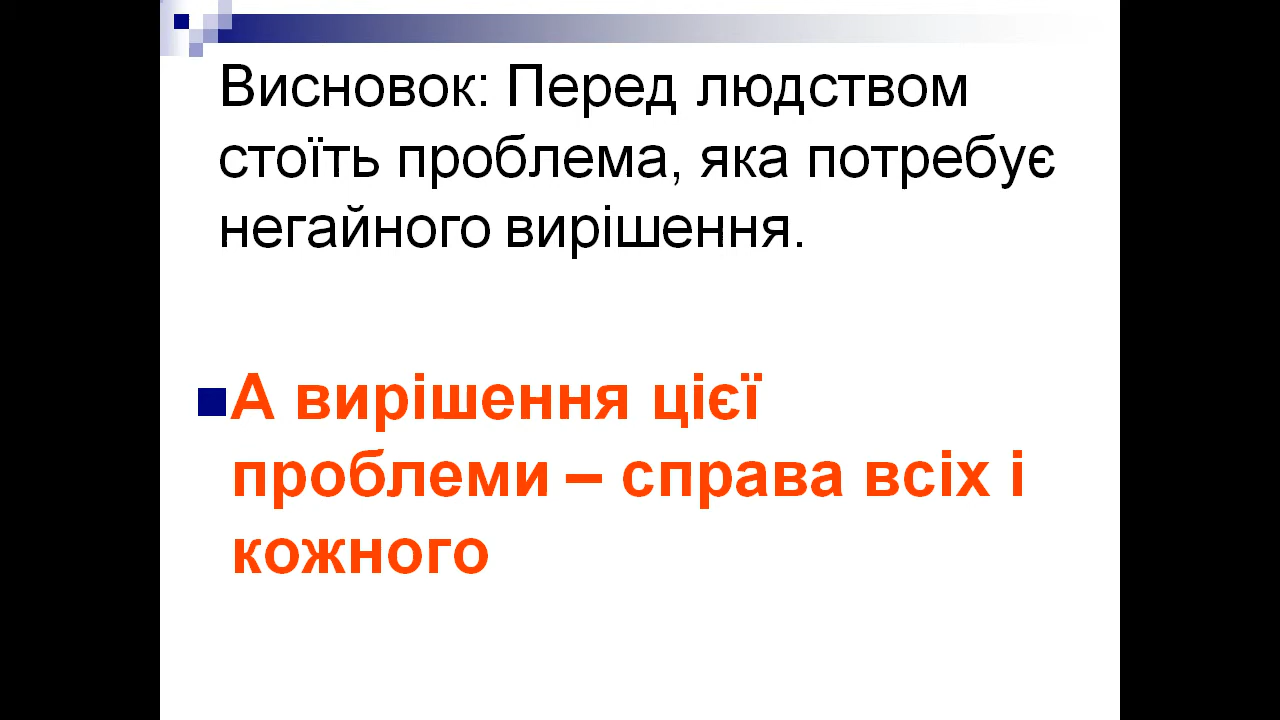 Висновок: Перед людством
стоїть проблема, яка потребує
негайного вирішення.
А вирішення цієї
проблеми – справа всіх і
кожного